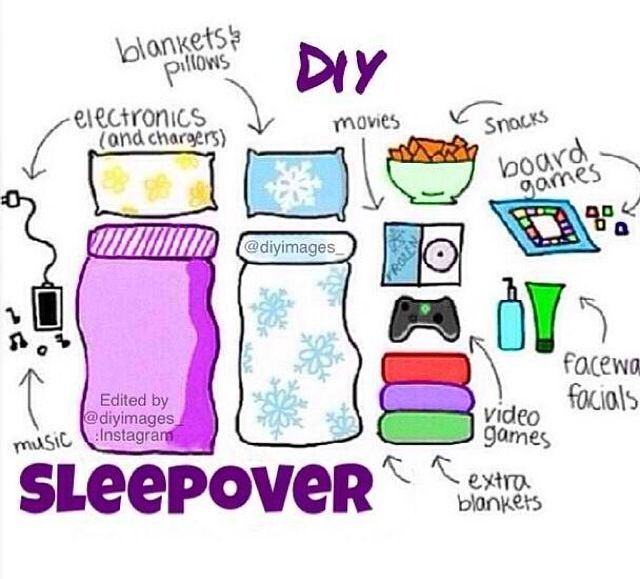 DIY
blankets &
pillows
electronics
(and chargers)
movies
snacks
board
games
@diyimages_
FROZEN
Edited by
@diyimages_
:Instagram
music
video
games
facewa
facials
extra
blankets
SLEEPOVER